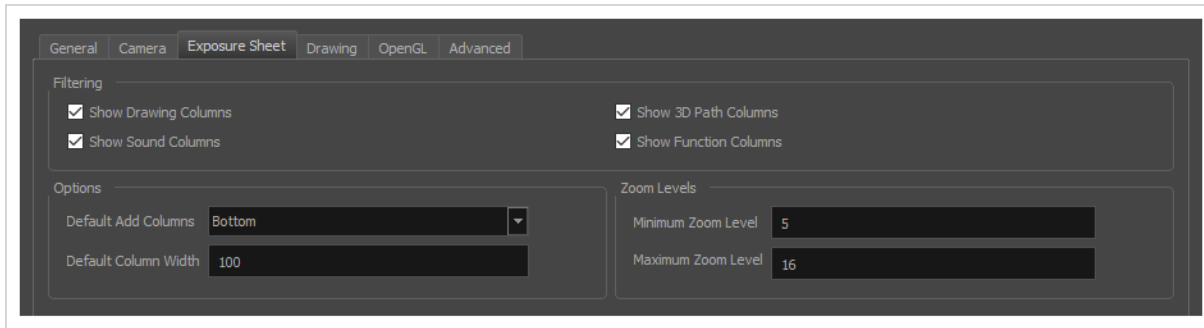 General Camera Exposure Sheet Drawing OpenGL Advanced
Filtering
Show Drawing Columns Show 3D Path Columns
Show Sound Columns Show Function Columns
Options Zoom Levels
Default Add Columns Bottom Minimum Zoom Level 5
Default Column Width 100 Maximum Zoom Level 16